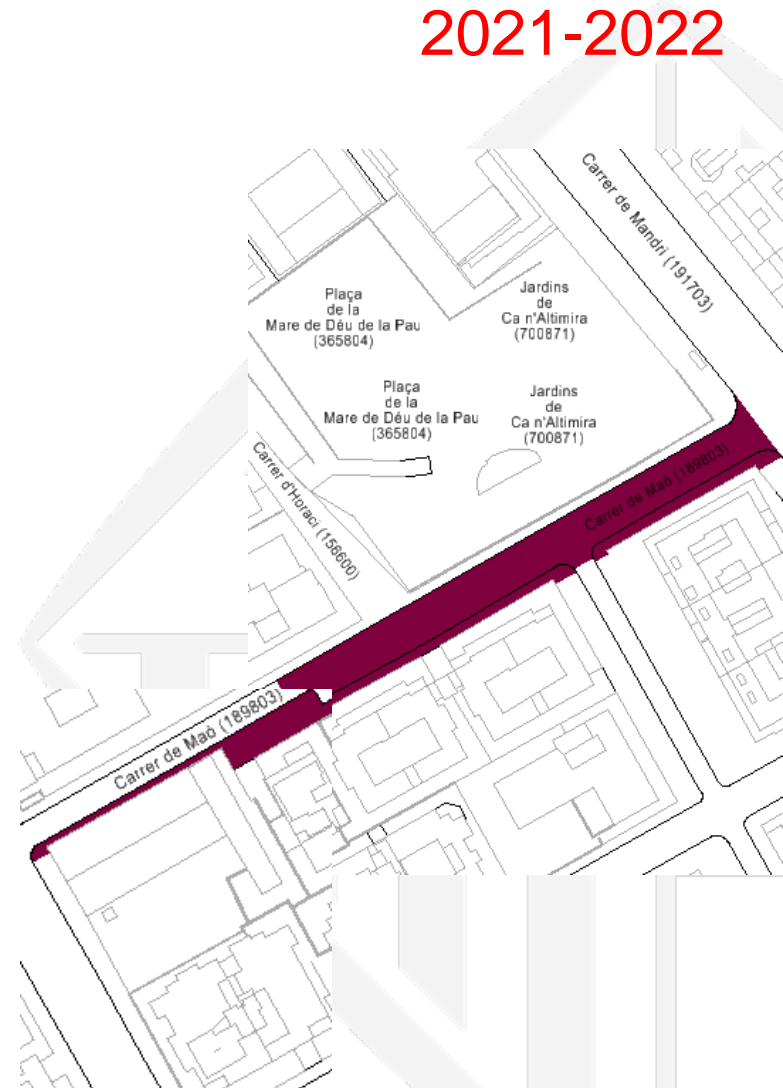 2021-2022
Carrer de Mandri (191703)
Plaça
de la
Mare de Déu de la Pau
(365804)
Jardins
de
Ca n'Altimira
(700871)
Plaça
de la
Mare de Déu de la Pau
(365804)
Jardins
de
Ca n'Altimira
(700871)
Carrer d'Horaci (156600)
Carrer de Maó (189803)
Carrer de Maó (189803)